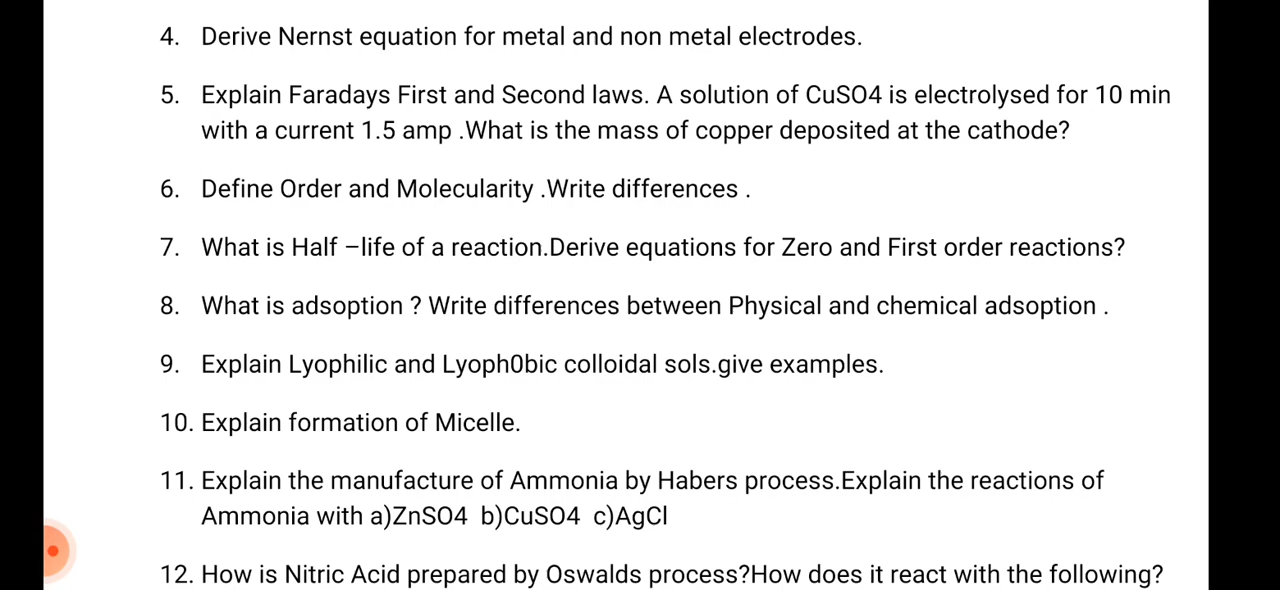 4. Derive Nernst equation for metal and non metal electrodes.
5. Explain Faradays First and Second laws. A solution of CuSO4 is electrolysed for 10 min
with a current 1.5 amp .What is the mass of copper deposited at the cathode?
6. Define Order and Molecularity .Write differences .
7. What is Half –life of a reaction.Derive equations for Zero and First order reactions?
8. What is adsoption ? Write differences between Physical and chemical adsoption .
9. Explain Lyophilic and Lyoph0bic colloidal sols.give examples.
10. Explain formation of Micelle.
11. Explain the manufacture of Ammonia by Habers process.Explain the reactions of
Ammonia with a)ZnSO4 b)CuSO4 c)AgCl
12. How is Nitric Acid prepared by Oswalds process?How does it react with the following?